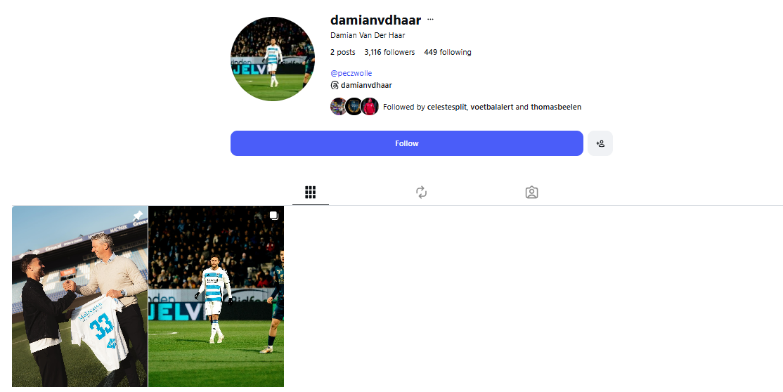 damianvdhaar ...
Damian Van Der Haar
2 posts 3,116 followers 449 following
@peczwolle
damianvdhaar
Followed by celestesplit, voetbalalert and thomasbeelen
Follow
33
JELV